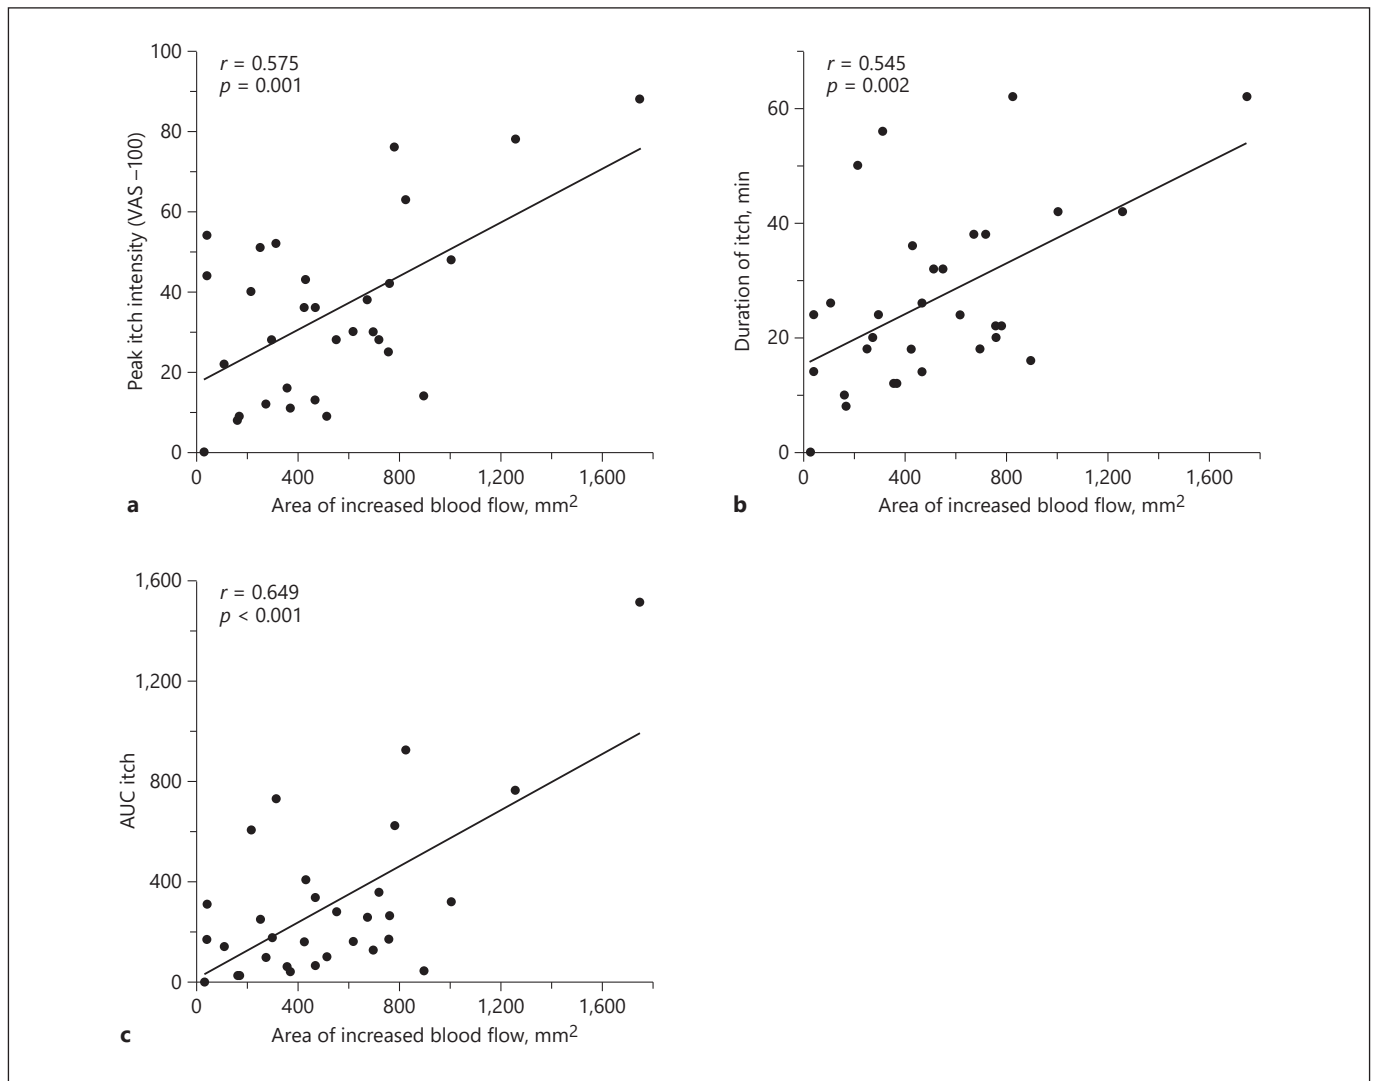 100
80
60
40
20
0
Peak itch intensity (VAS –100)
r = 0.575
p = 0.001
0 400 800 1,200 1,600
Area of increased blood flow, mm2
a
60
40
20
0
Duration of itch, min
r = 0.545
p = 0.002
0 400 800 1,200 1,600
Area of increased blood flow, mm2
b
1,600
1,200
800
400
0
AUC itch
r = 0.649
p < 0.001
0 400 800 1,200 1,600
Area of increased blood flow, mm2
c